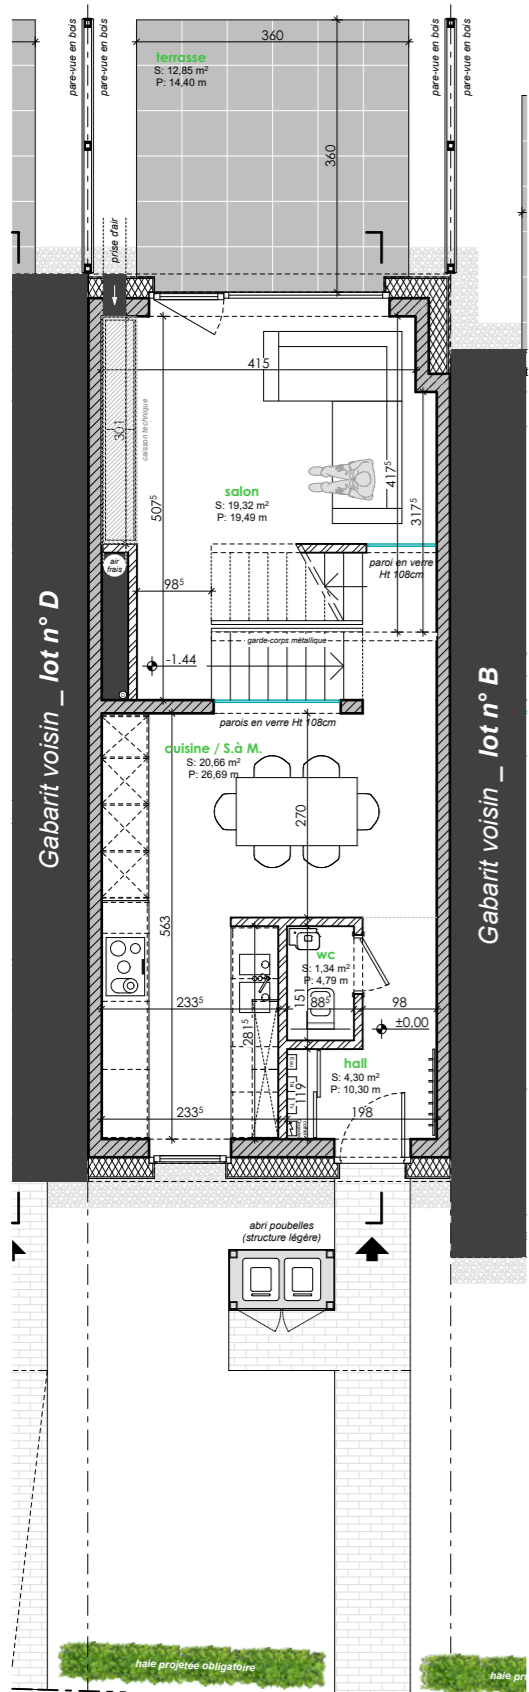 pare-vue en bois
pare-vue en bois
360
pare-vue en bois
pare-vue en bois
terrasse
S: 12,85 m²
P: 14,40 m
360
prise d'air
415
301
caisson technique
507⁵
417⁵
317⁵
salon
S: 19,32 m²
P: 19,49 m
air
frais
98⁵
paroi en verre
Ht 108cm
garde-corps métallique
-1.44
parois en verre Ht 108cm
Gabarit voisin _ lot n° D
Gabarit voisin _ lot n° B
cuisine / S.à M.
S: 20,66 m²
P: 26,69 m
270
563
wc
S: 1,34 m²
P: 4,79 m
151
233⁵
88⁵
98
281⁵
±0,00
hall
S: 4,30 m²
P: 10,30 m
119
Eau
Tel
Tv
233⁵
198
abri poubelles
(structure légère)
haie projetée obligatoire
haie pro